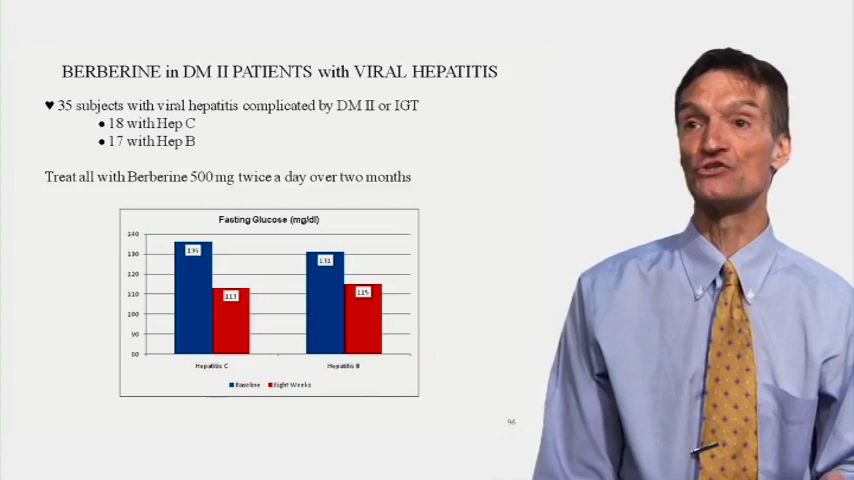 BERBERINE in DM II PATIENTS with VIRAL HEPATITIS
♥ 35 subjects with viral hepatitis complicated by DM II or IGT
● 18 with Hep C
● 17 with Hep B
Treat all with Berberine 500 mg twice a day over two months
Fasting Glucose (mg/dl)
140
130
120
110
100
90
80
136
113
131
115
Hepatitis C
Hepatitis B
Baseline
Eight Weeks
96